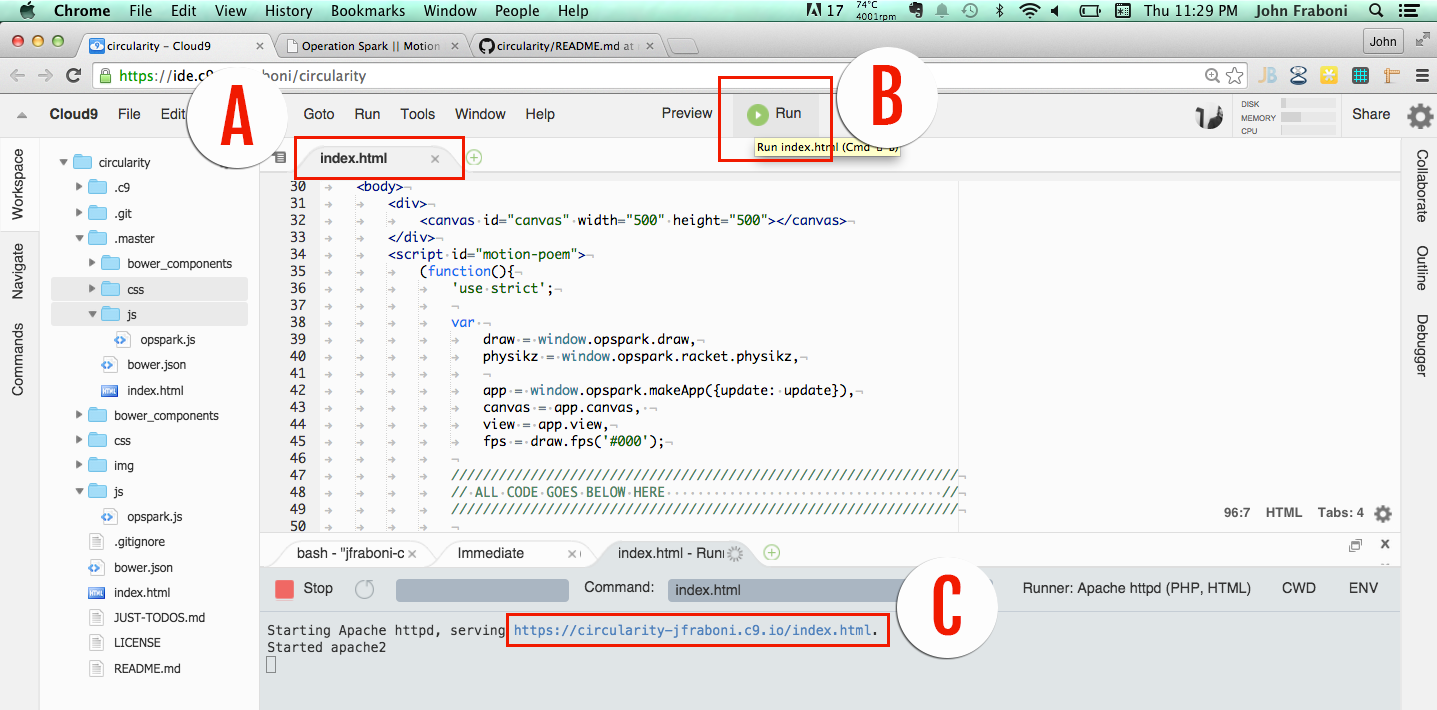 Chrome File Edit View History Bookmarks Window People Help 17 74°C 4001rpm Thu 11:29 PM John Fraboni
circularity – Cloud9 × Operation Spark || Motion × circularity/README.md at × John
https://ide.c9. aboni/circularity JB
Cloud9 File Edit Goto Run Tools Window Help Preview Run DISK MEMORY CPU Share
A
B
Run index.html (Cmd
index.html ×
Workspace
Navigate
Commands
circularity
.c9
.git
.master
bower_components
css
js
opspark.js
bower.json
index.html
bower_components
css
img
js
opspark.js
.gitignore
bower.json
index.html
JUST-TODOS.md
LICENSE
README.md
30 <body>
31 <div>
32 <canvas id="canvas" width="500" height="500"></canvas>
33 </div>
34 <script id="motion-poem">
35 (function(){
36 'use strict';
37
38 var
39 draw = window.opspark.draw,
40 physikz = window.opspark.racket.physikz,
41
42 app = window.opspark.makeApp({update: update}),
43 canvas = app.canvas,
44 view = app.view,
45 fps = draw.fps('#000');
46
47 ////////////////////////////////////////////////////////////////
48 // ALL CODE GOES BELOW HERE //
49 ////////////////////////////////////////////////////////////////
50
Collaborate
Outline
Debugger
96:7 HTML Tabs: 4
bash - "jfraboni-c × Immediate × index.html - Run
Stop Command: index.html Runner: Apache httpd (PHP, HTML) CWD ENV
C
Starting Apache httpd, serving https://circularity-jfraboni.c9.io/index.html.
Started apache2